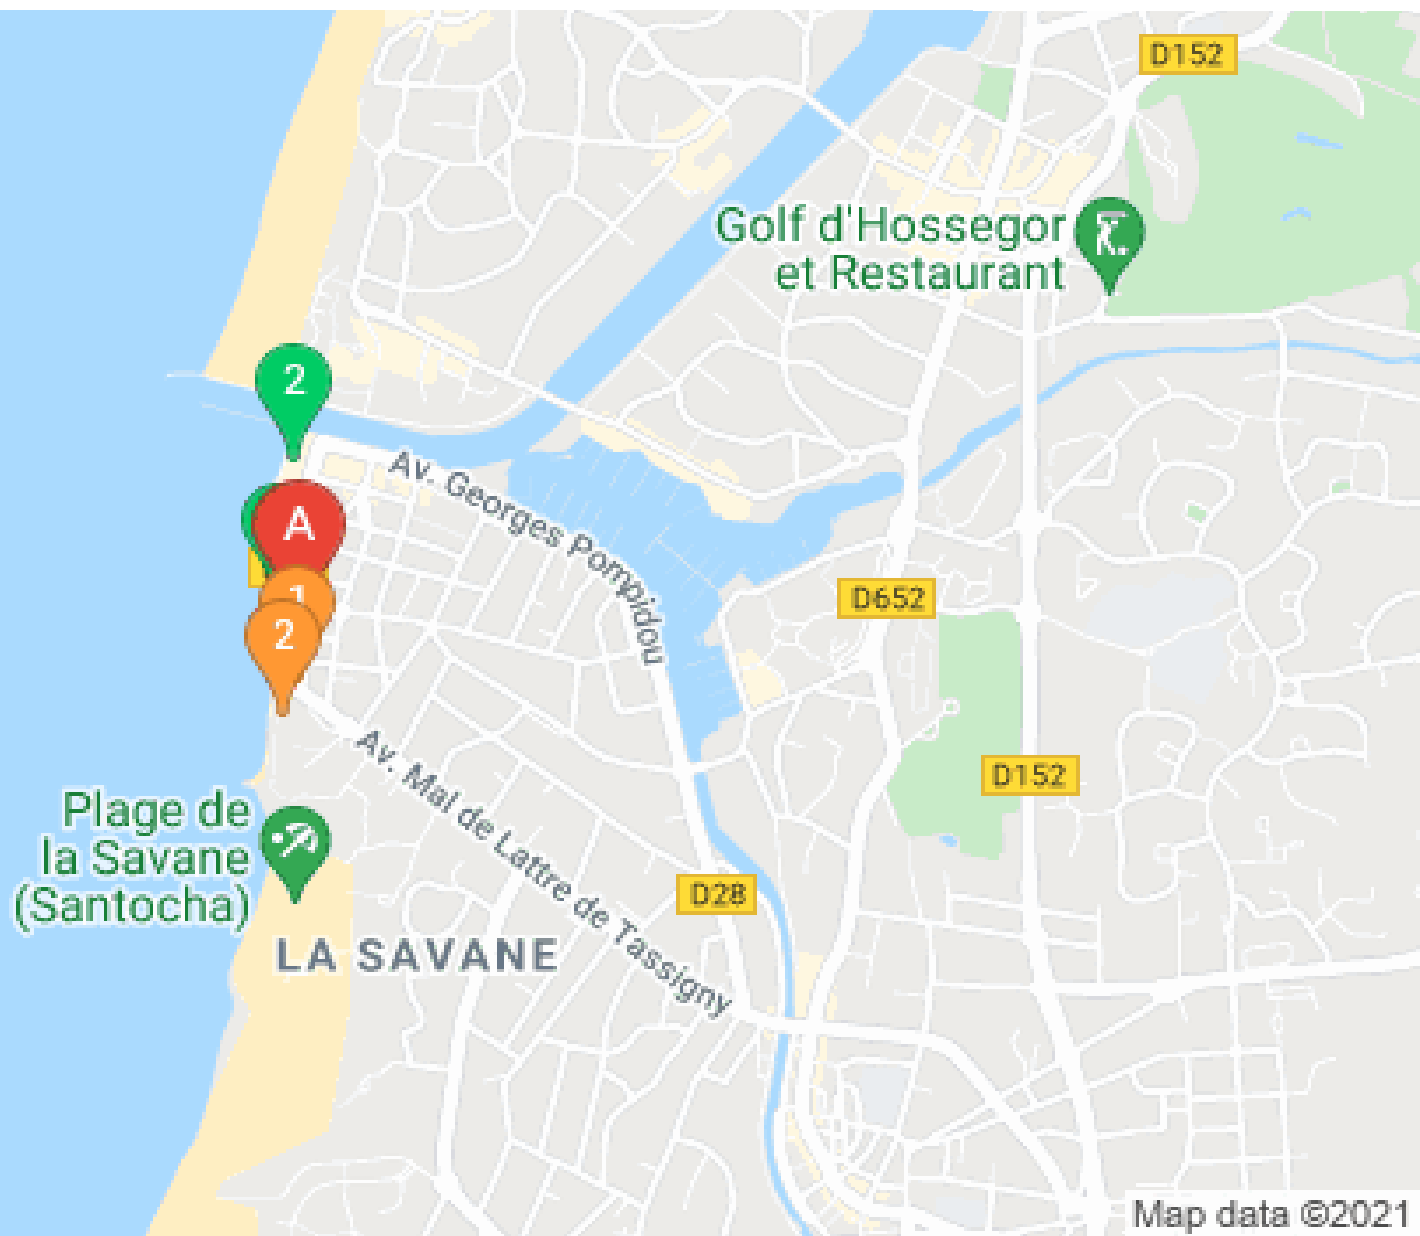 D152
Golf d'Hossegor
et Restaurant
2
Av. Georges Pompidou
A
1
2
D652
Av. Mal de Lattre de Tassigny
D152
Plage de
la Savane
(Santocha)
D28
LA SAVANE
Map data ©2021